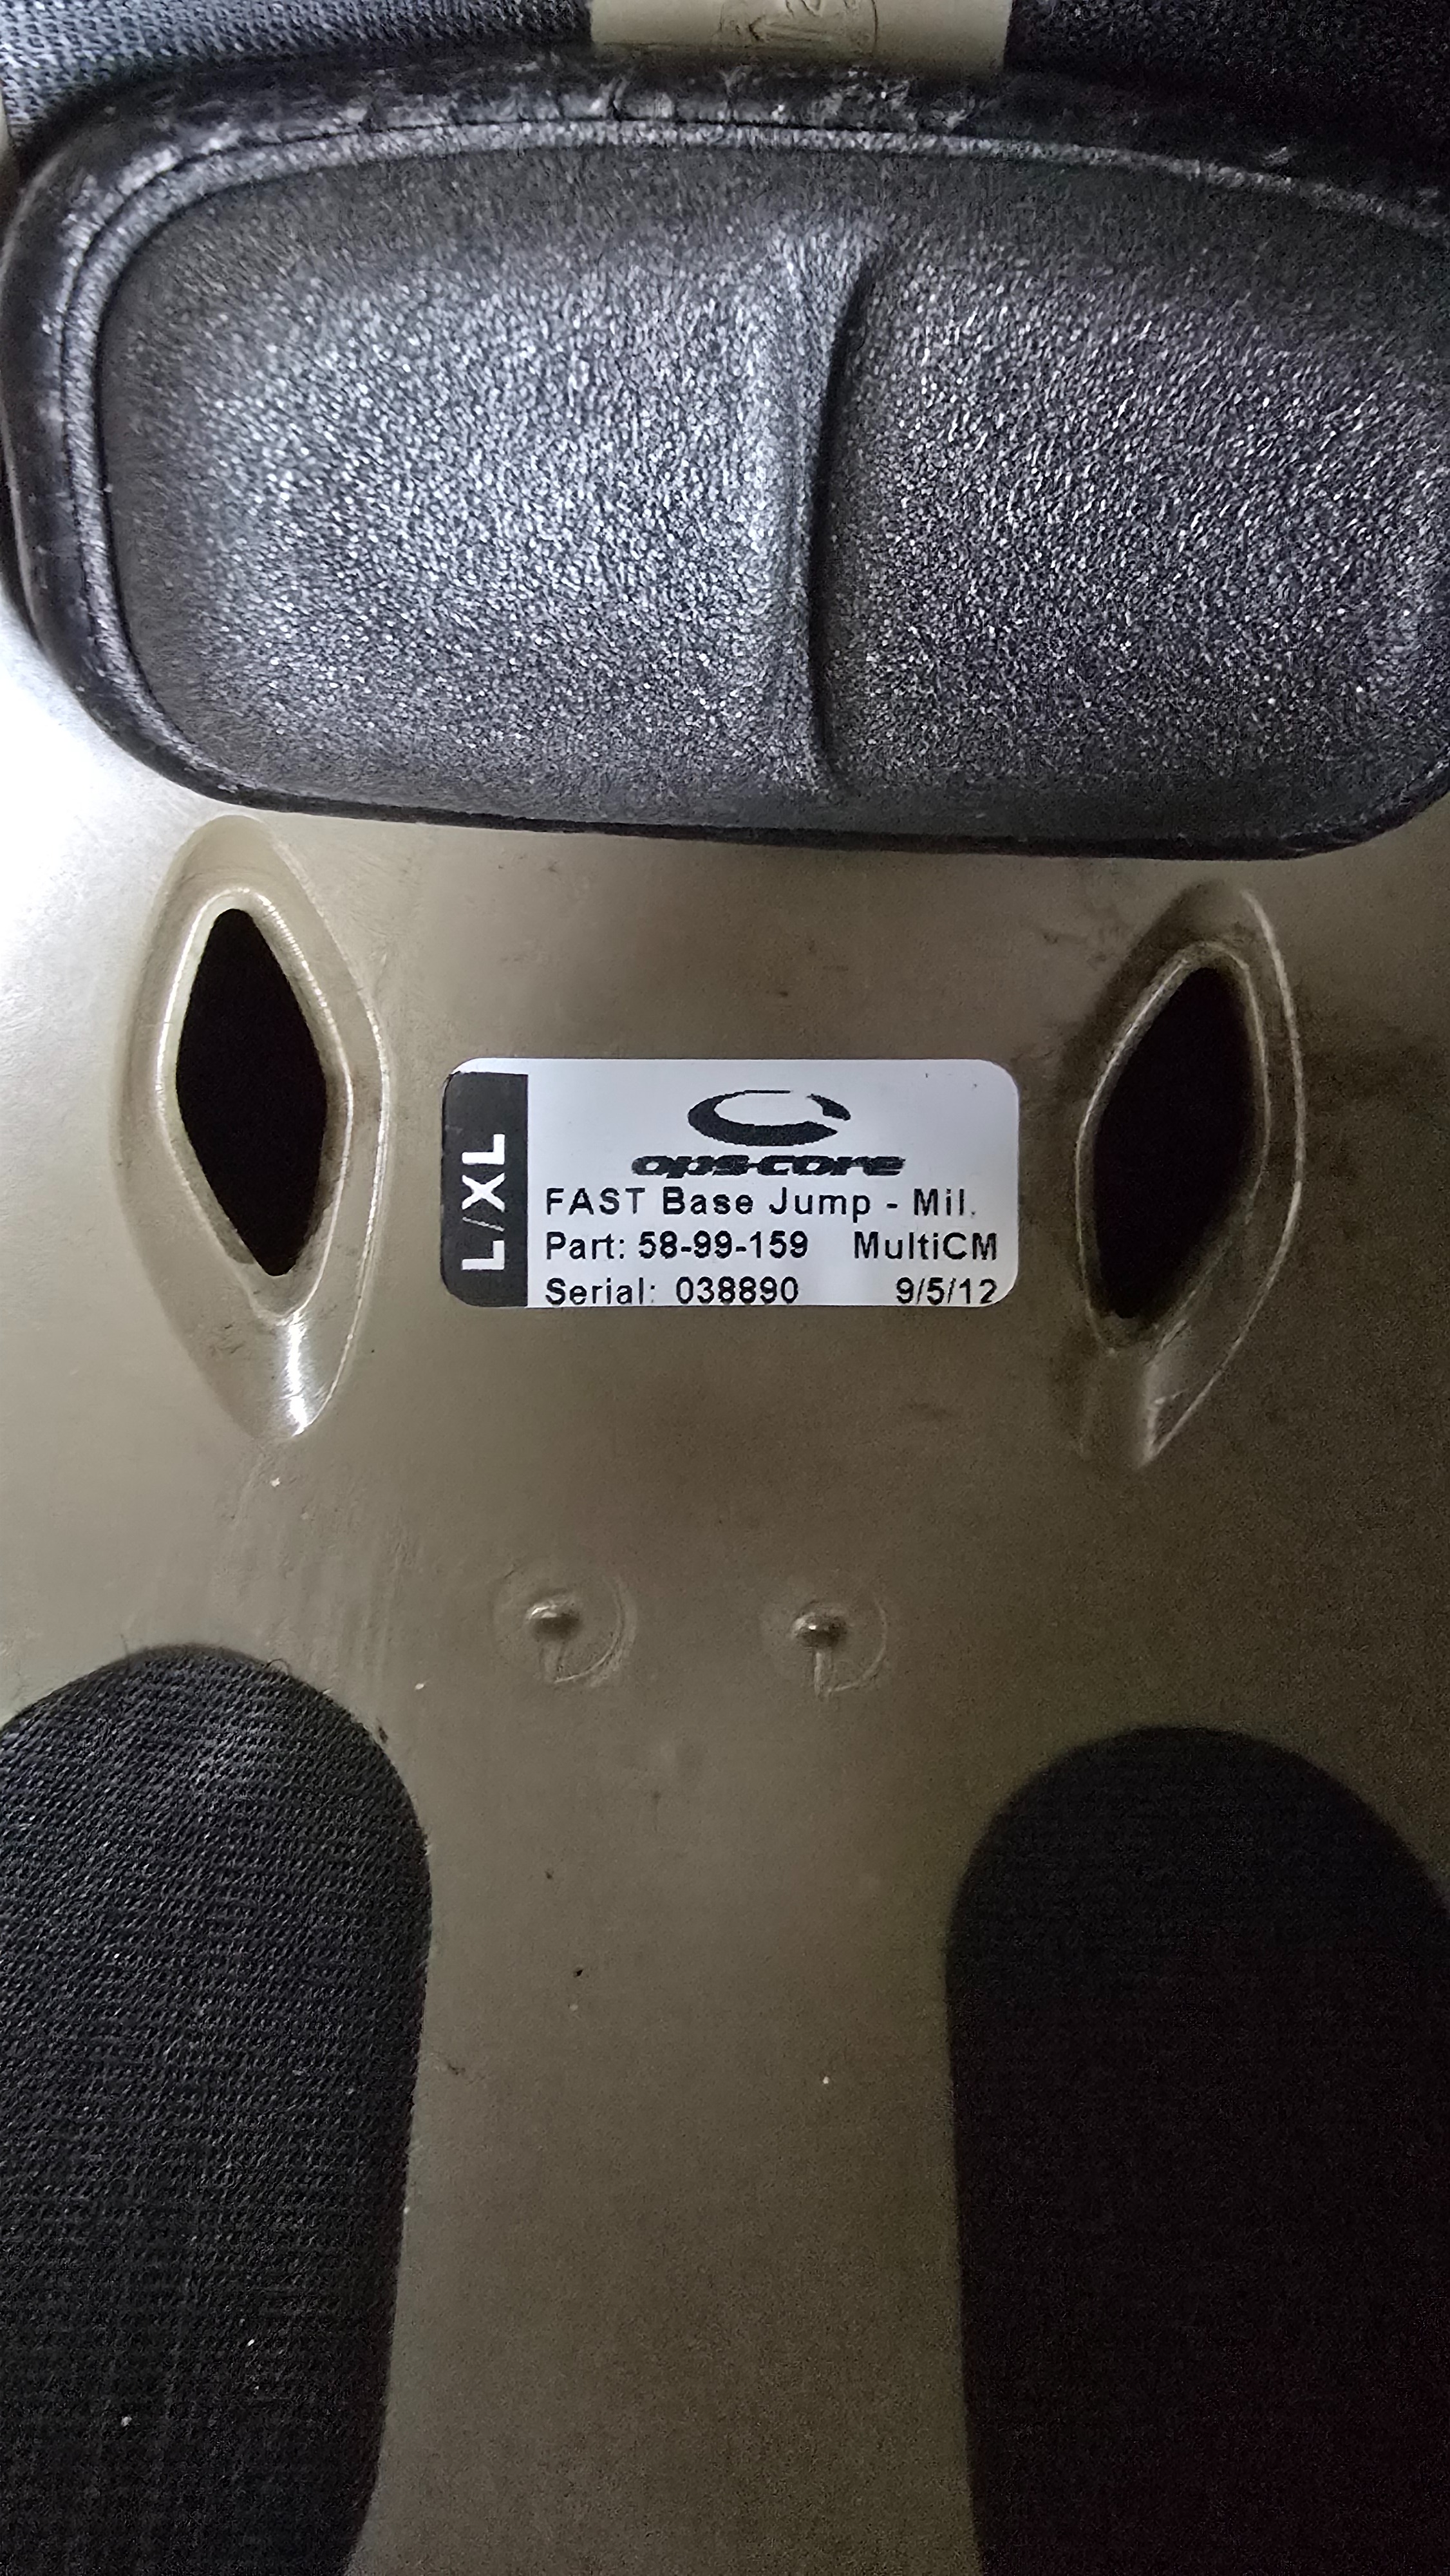 L/XL
ops-core
FAST Base Jump - Mil.
Part: 58-99-159 MultiCM
Serial: 038890 9/5/12